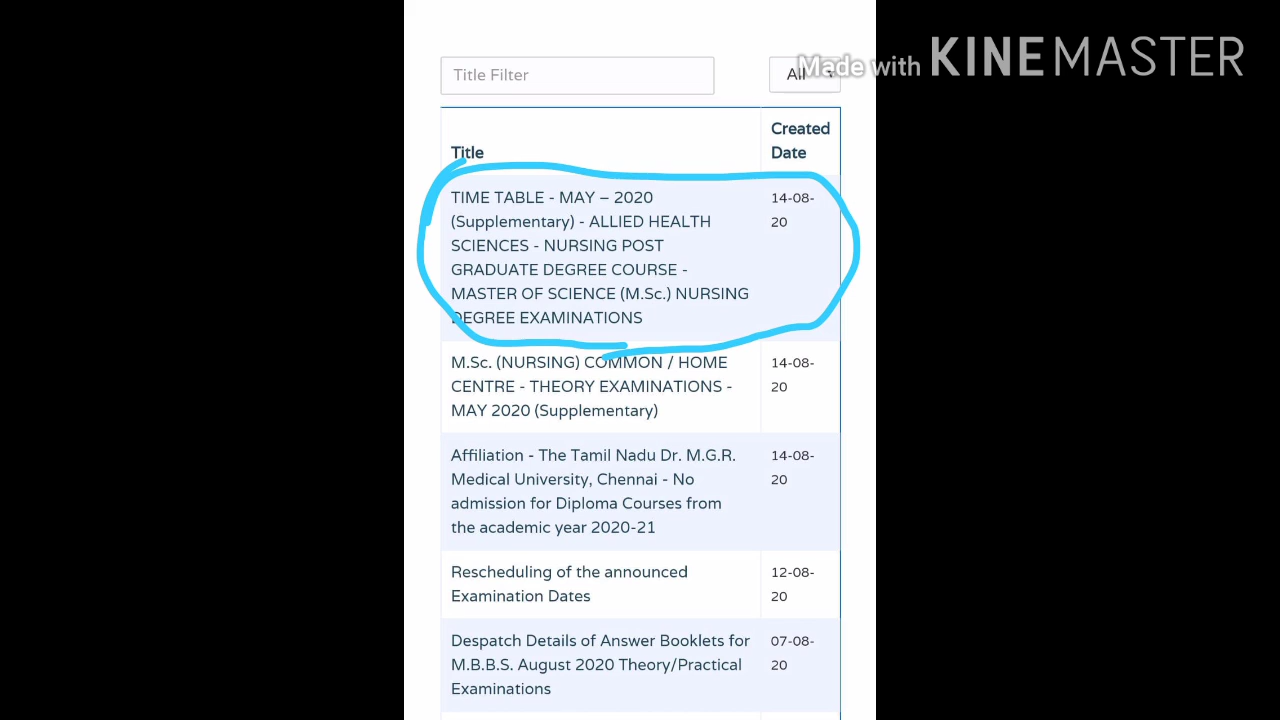 Made with KINEMASTER
Title Filter
All
Title
Created
Date
TIME TABLE - MAY – 2020
(Supplementary) - ALLIED HEALTH
SCIENCES - NURSING POST
GRADUATE DEGREE COURSE -
MASTER OF SCIENCE (M.Sc.) NURSING
DEGREE EXAMINATIONS
14-08-
20
M.Sc. (NURSING) COMMON / HOME
CENTRE - THEORY EXAMINATIONS -
MAY 2020 (Supplementary)
14-08-
20
Affiliation - The Tamil Nadu Dr. M.G.R.
Medical University, Chennai - No
admission for Diploma Courses from
the academic year 2020-21
14-08-
20
Rescheduling of the announced
Examination Dates
12-08-
20
Despatch Details of Answer Booklets for
M.B.B.S. August 2020 Theory/Practical
Examinations
07-08-
20